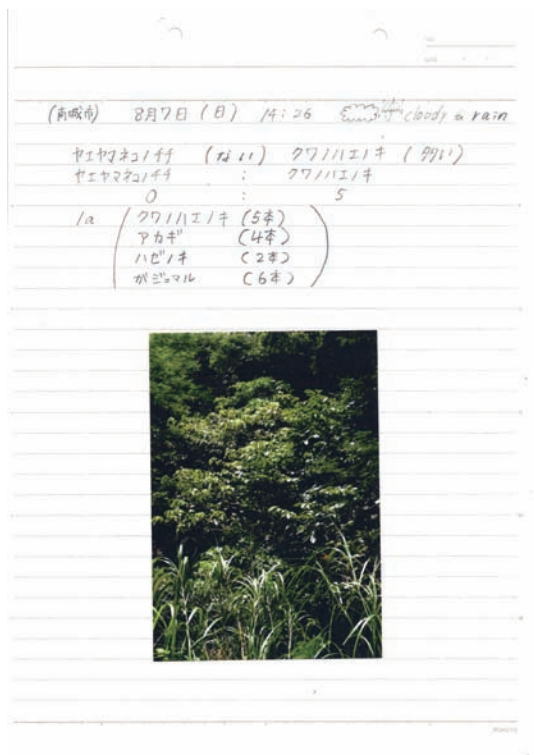 (南城市) 8月7日(日) 14:26 cloudy & rain
ヤエヤマネコノチチ (ない) クワノハエノキ (多い)
ヤエヤマネコノチチ : クワノハエノキ
0 : 5
1a クワノハエノキ (5本)
アカギ (4本)
ハゼノキ (2本)
ガジュマル (6本)